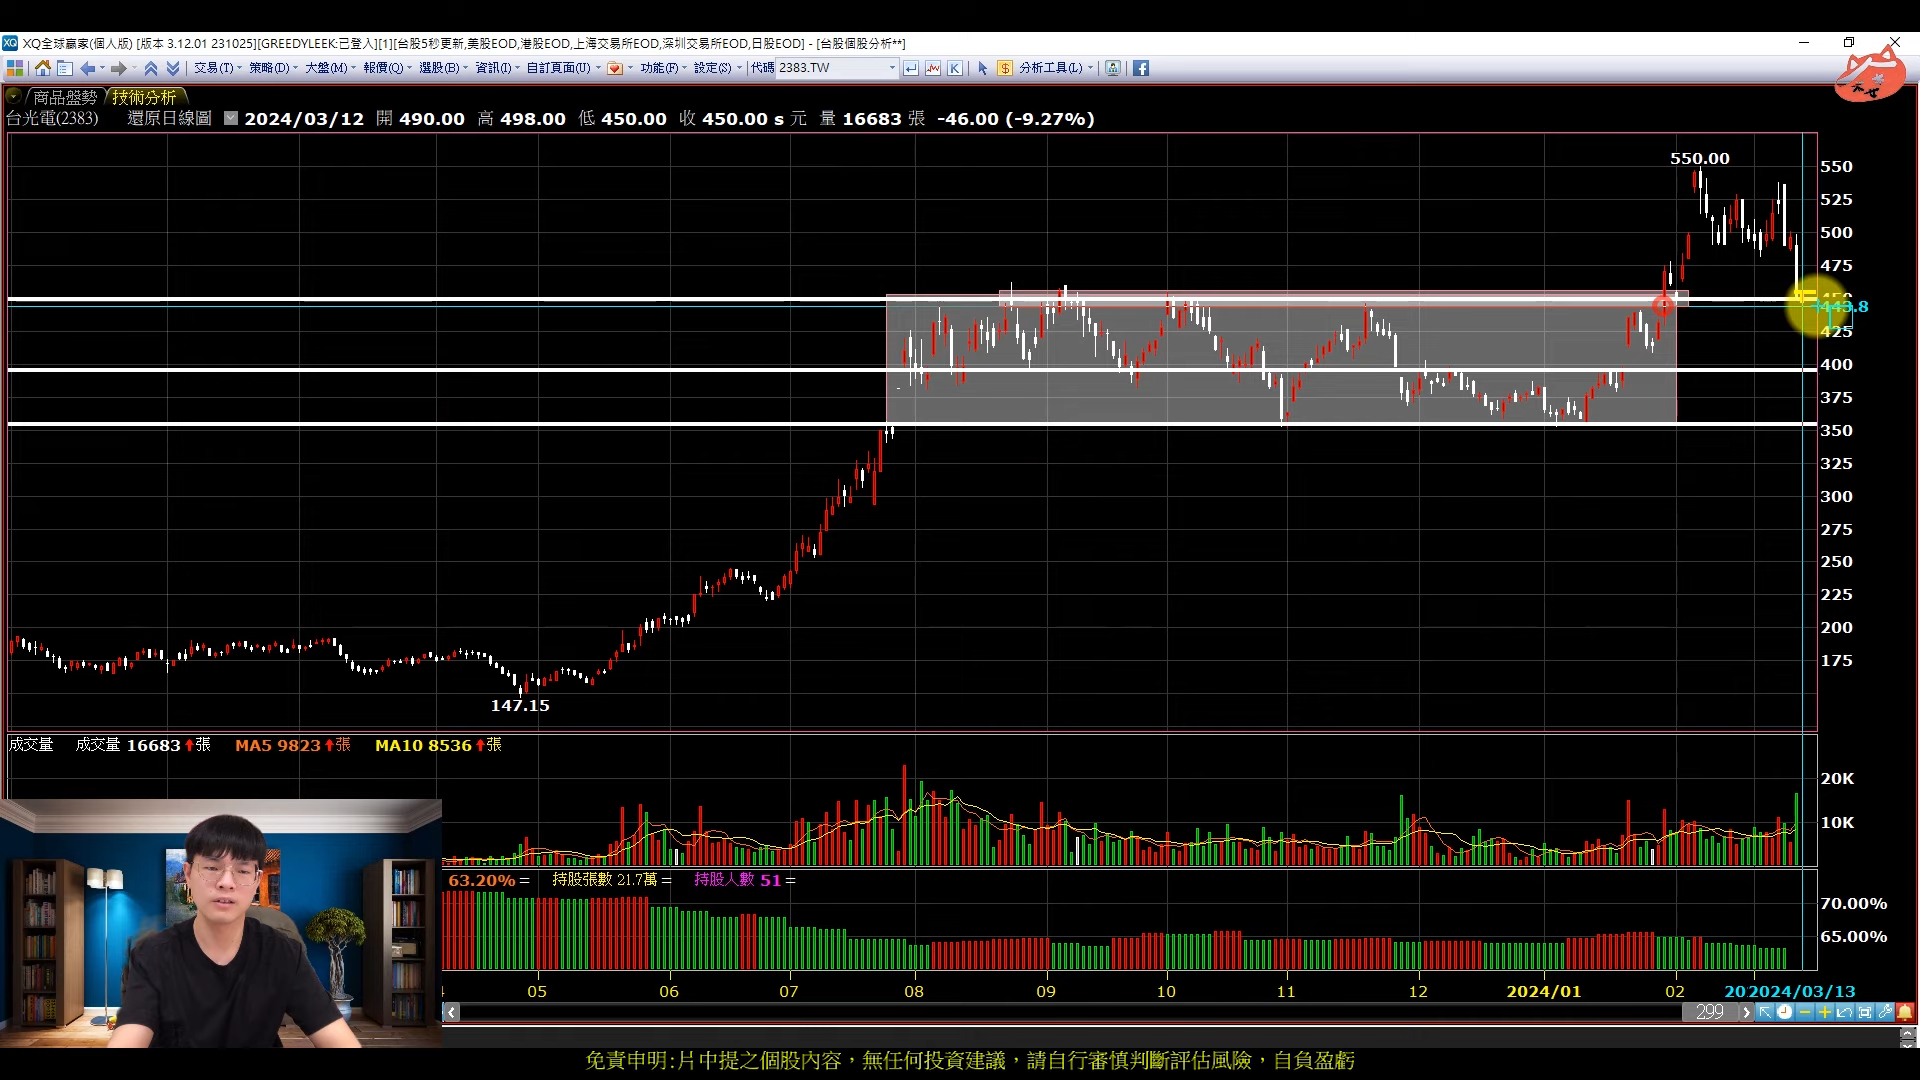 XQ全球贏家(個人版) [版本 3.12.01 231025][GREEDYLEEK:已登入][1][台股5秒更新,美股EOD,港股EOD,上海交易所EOD,深圳交易所EOD,日股EOD] - [台股個股分析**]
交易(T) 策略(D) 大盤(M) 報價(Q) 選股(B) 資訊(I) 自訂頁面(U) 功能(F) 設定(S) 代碼 2383.TW K 分析工具(L)
商品盤勢 技術分析
台光電(2383) 還原日線圖 2024/03/12 開 490.00 高 498.00 低 450.00 收 450.00 s 元 量 16683 張 -46.00 (-9.27%)
550.00
550
525
500
475
450
443.8
425
400
375
350
325
300
275
250
225
200
175
147.15
成交量 成交量 16683 張 MA5 9823 張 MA10 8536 張
20K
10K
63.20% = 持股張數 21.7萬 = 持股人數 51 =
70.00%
65.00%
05 06 07 08 09 10 11 12 2024/01 02 2024/03/13
299
免責申明:片中提之個股內容，無任何投資建議，請自行審慎判斷評估風險，自負盈虧